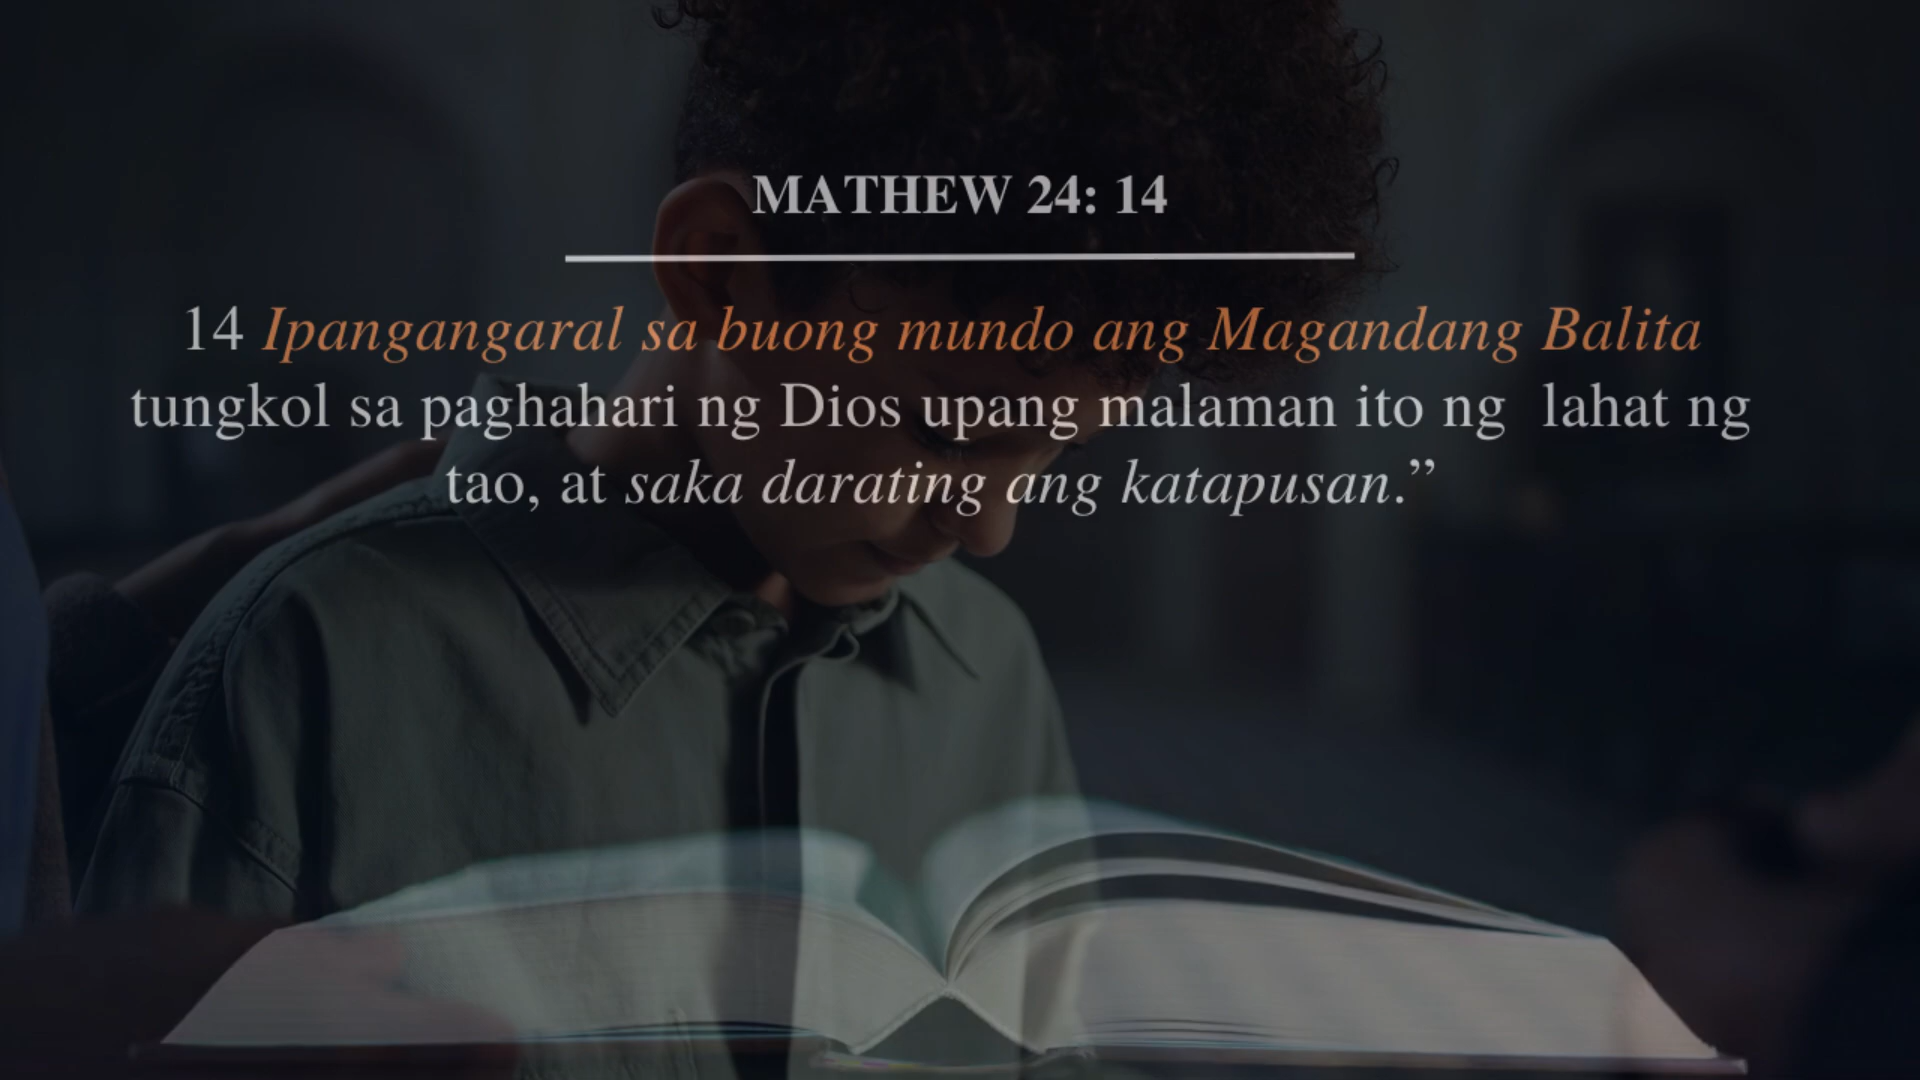 MATHEW 24: 14
14 Ipangangaral sa buong mundo ang Magandang Balita
tungkol sa paghahari ng Dios upang malaman ito ng  lahat ng
tao, at saka darating ang katapusan.”